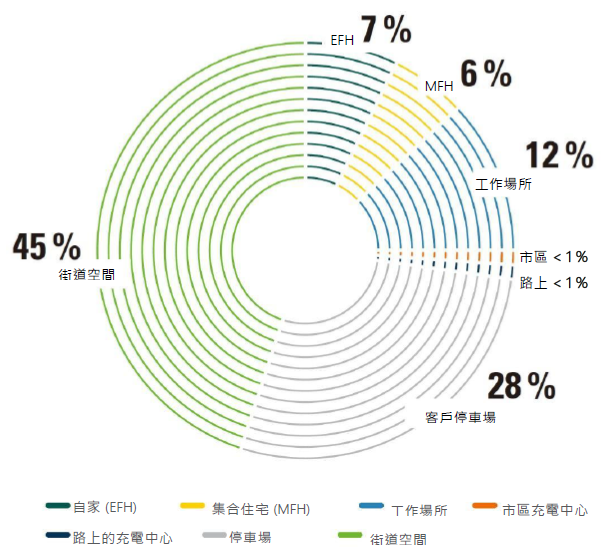 EFH 7 %
MFH 6 %
12 %
工作場所
45 %
街道空間
市區 < 1 %
路上 < 1 %
28 %
客戶停車場
自家 (EFH) 集合住宅 (MFH) 工作場所 市區充電中心
路上的充電中心 停車場 街道空間